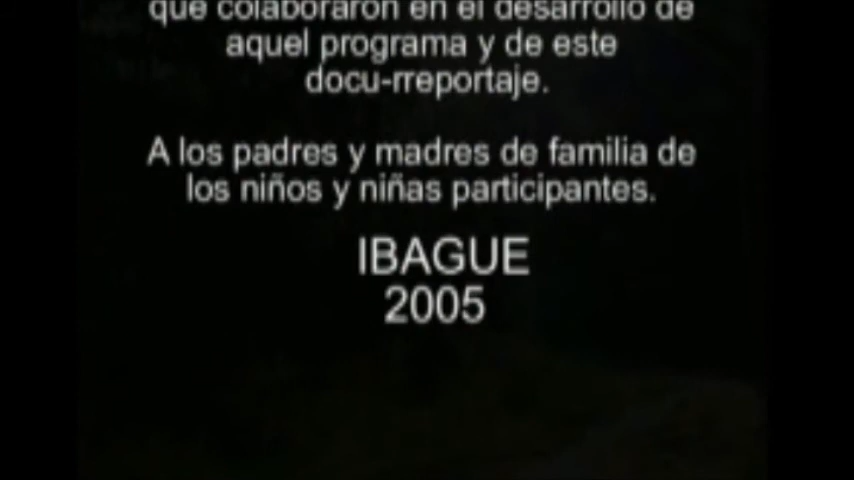 que colaboraron en el desarrollo de
aquel programa y de este
docu-rreportaje.
A los padres y madres de familia de
los niños y niñas participantes.
IBAGUE
2005